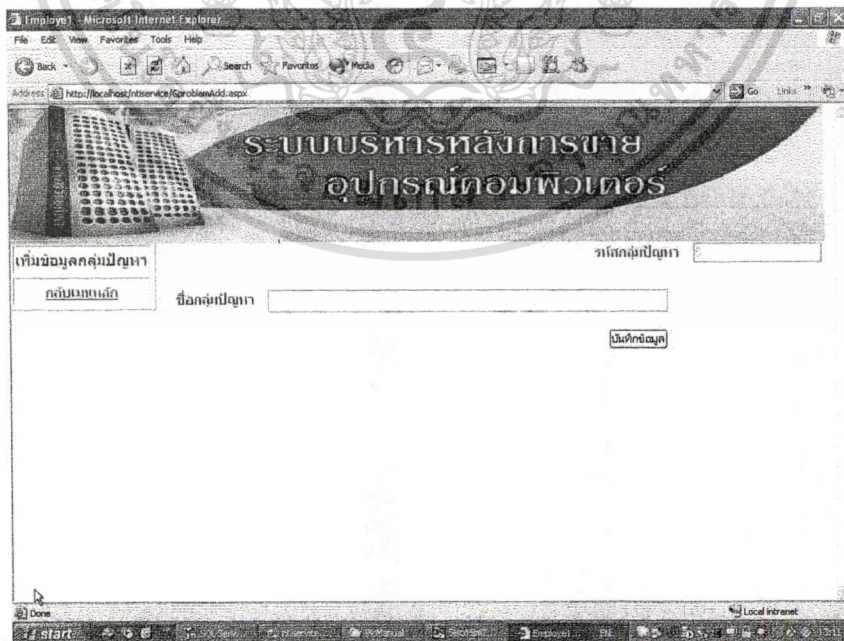 Employe1 - Microsoft Internet Explorer
File Edit View Favorites Tools Help
Back Search Favorites Media
Address http://localhost/ntiservice/GproblemAdd.aspx Go Links
ระบบบริหารหลังการขาย
อุปกรณ์คอมพิวเตอร์
เพิ่มข้อมูลกลุ่มปัญหา
รหัสกลุ่มปัญหา
กลับเมนูหลัก
ชื่อกลุ่มปัญหา
บันทึกข้อมูล
Done Local intranet
start Employe1 EN